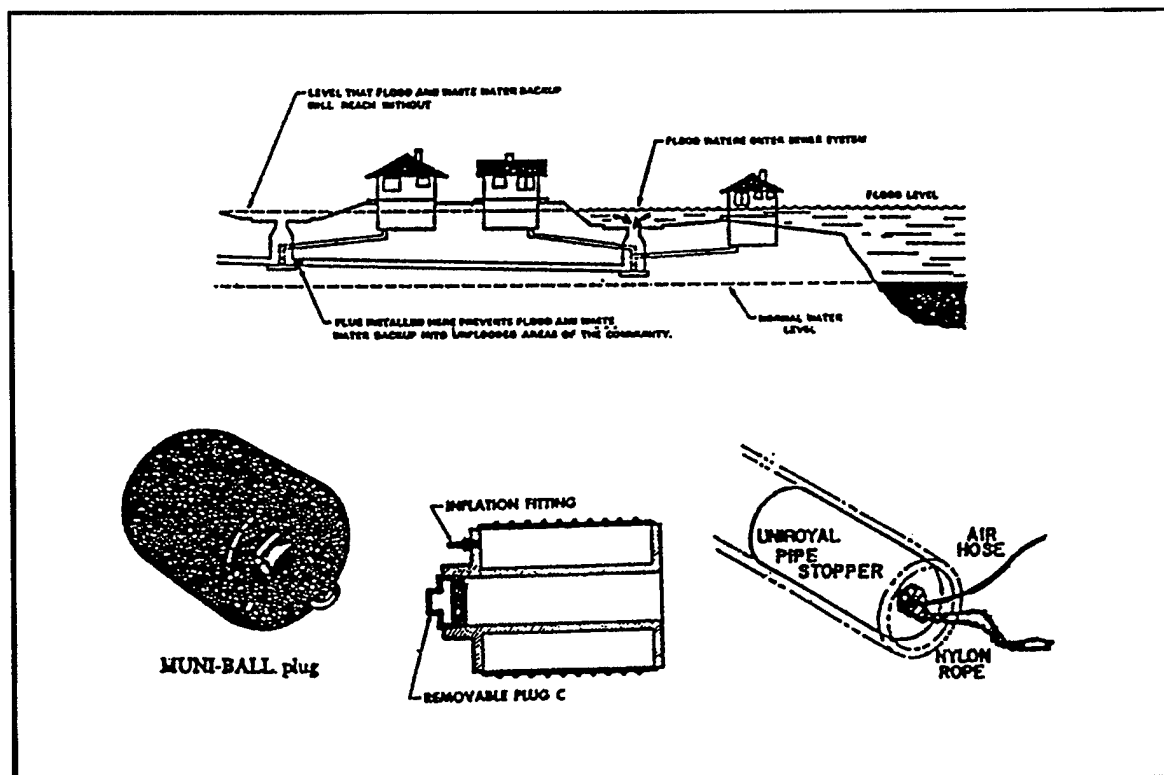 LEVEL THAT FLOOD AND WASTE WATER BACKUP
WILL REACH WITHOUT
FLOOD WATERS ENTER SEWER SYSTEM
FLOOD LEVEL
PLUG INSTALLED HERE PREVENTS FLOOD AND WASTE
WATER BACKUP INTO UNFLOODED AREAS OF THE COMMUNITY.
NORMAL WATER
LEVEL
MUNI-BALL plug
INFLATION FITTING
REMOVABLE PLUG C
UNIROYAL
PIPE
STOPPER
AIR
HOSE
NYLON
ROPE